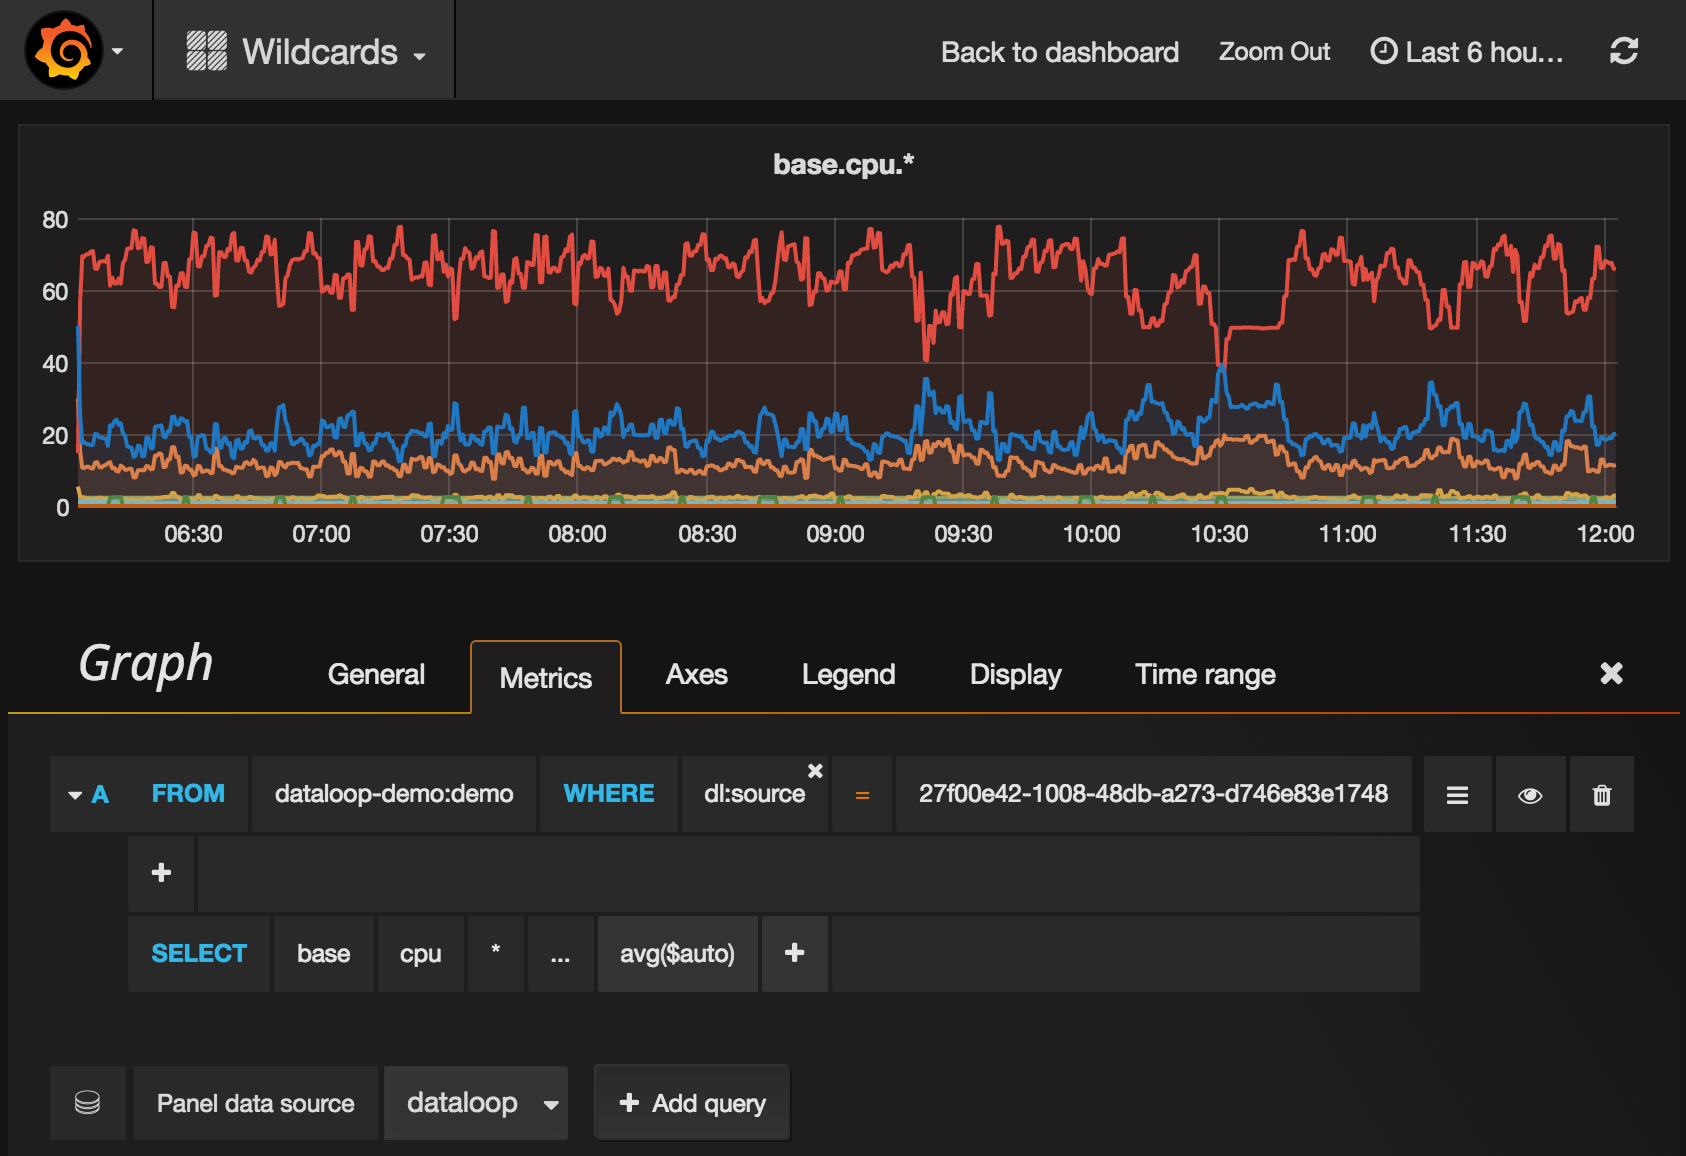 Wildcards
Back to dashboard Zoom Out Last 6 hou...
base.cpu.*
80
60
40
20
0
06:30 07:00 07:30 08:00 08:30 09:00 09:30 10:00 10:30 11:00 11:30 12:00
Graph General Metrics Axes Legend Display Time range
A FROM dataloop-demo:demo WHERE dl:source = 27f00e42-1008-48db-a273-d746e83e1748
+
SELECT base cpu * ... avg($auto) +
Panel data source dataloop + Add query